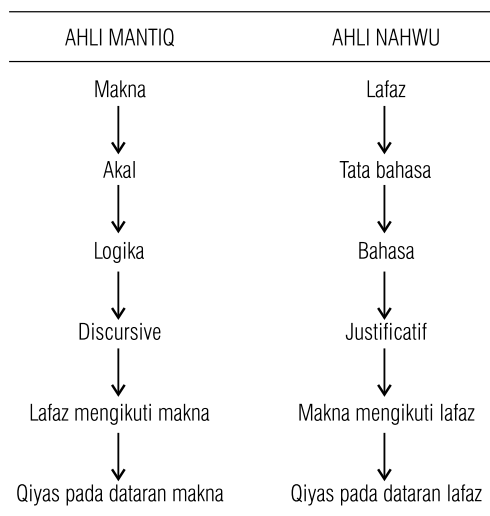 AHLI MANTIQ AHLI NAHWU
Makna Lafaz
Akal Tata bahasa
Logika Bahasa
Discursive Justificatif
Lafaz mengikuti makna Makna mengikuti lafaz
Qiyas pada dataran makna Qiyas pada dataran lafaz